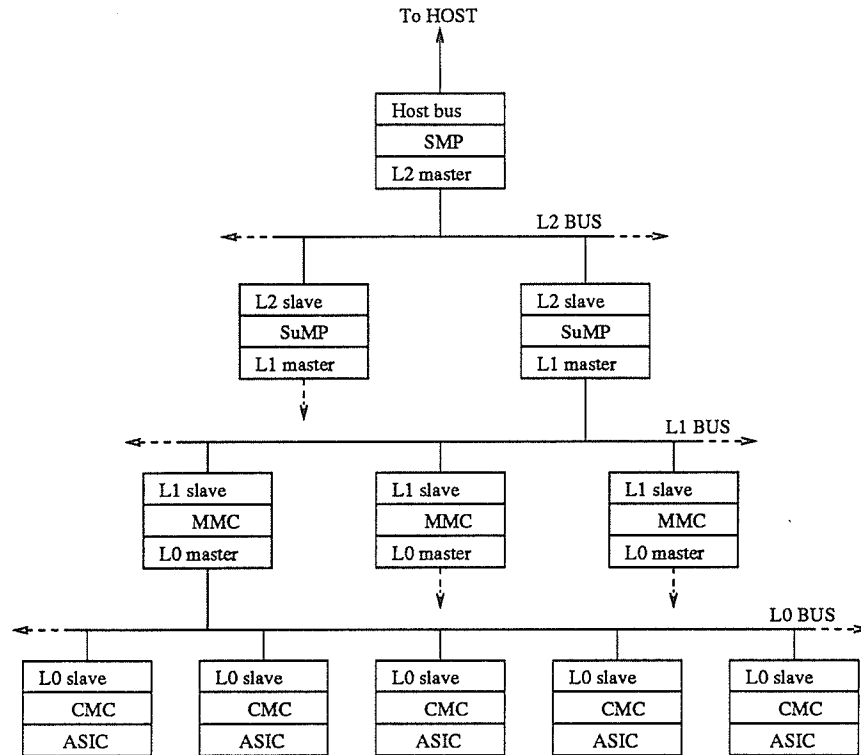 To HOST
Host bus
SMP
L2 master
L2 BUS
L2 slave
SuMP
L1 master
L2 slave
SuMP
L1 master
L1 BUS
L1 slave
MMC
L0 master
L1 slave
MMC
L0 master
L1 slave
MMC
L0 master
L0 BUS
L0 slave
CMC
ASIC
L0 slave
CMC
ASIC
L0 slave
CMC
ASIC
L0 slave
CMC
ASIC
L0 slave
CMC
ASIC